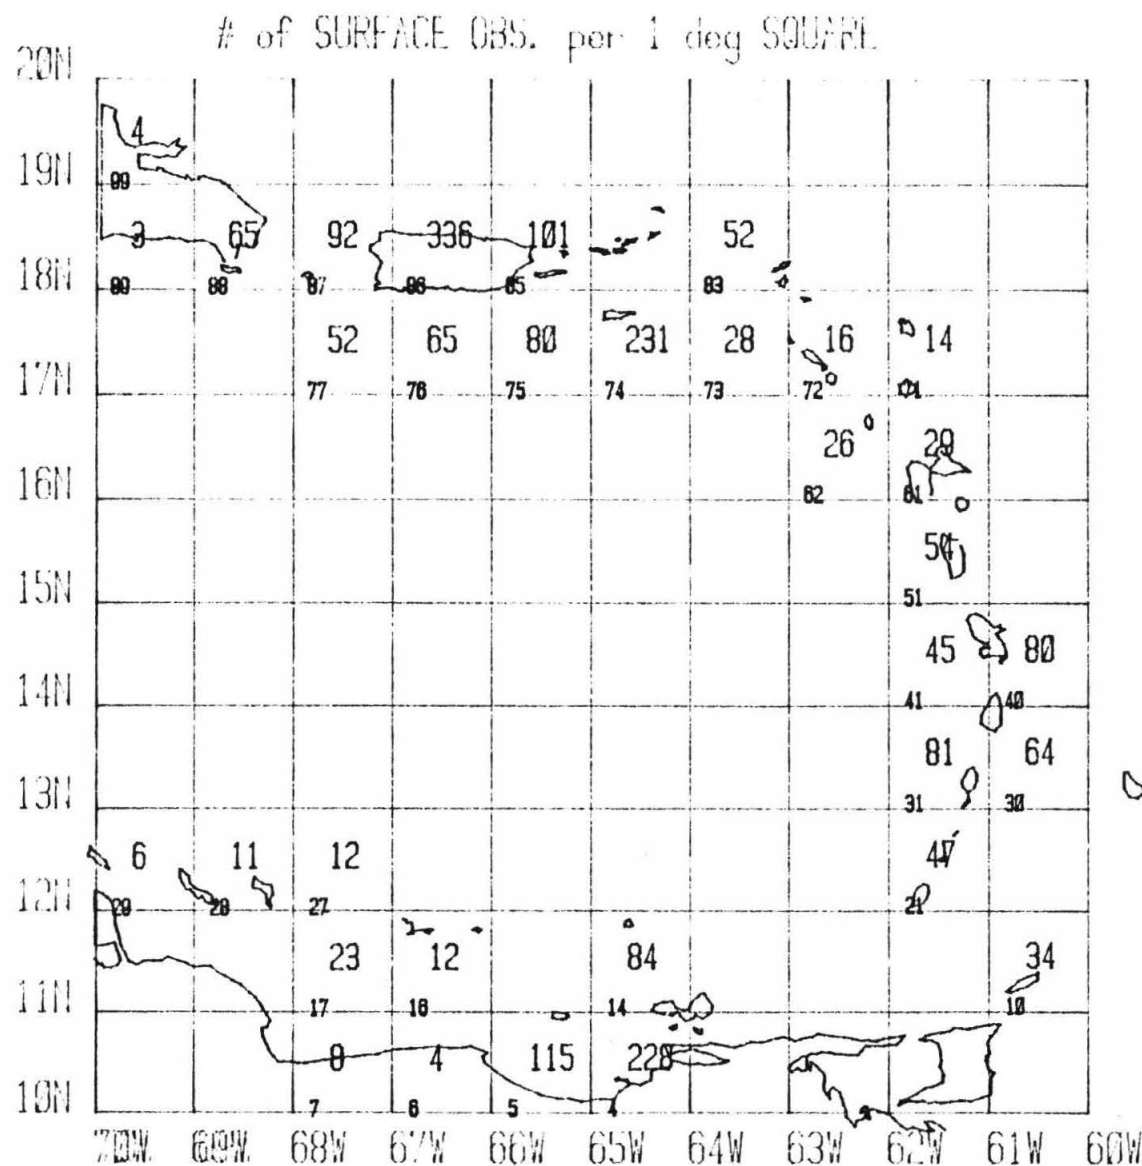 # of SURFACE OBS. per 1 deg SQUARE
20N
4
19N 99
3 65 92 336 101 52
18N 89 88 87 86 85 83
52 65 80 231 28 16 14
17N 77 76 75 74 73 72 71
26 29
16N 62 61
50
15N 51
45 80
14N 41 40
81 64
13N 31 30
6 11 12 47
12N 29 28 27 21
23 12 84 34
11N 17 16 14 10
8 4 115 228
10N 7 6 5 4
70W 69W 68W 67W 66W 65W 64W 63W 62W 61W 60W